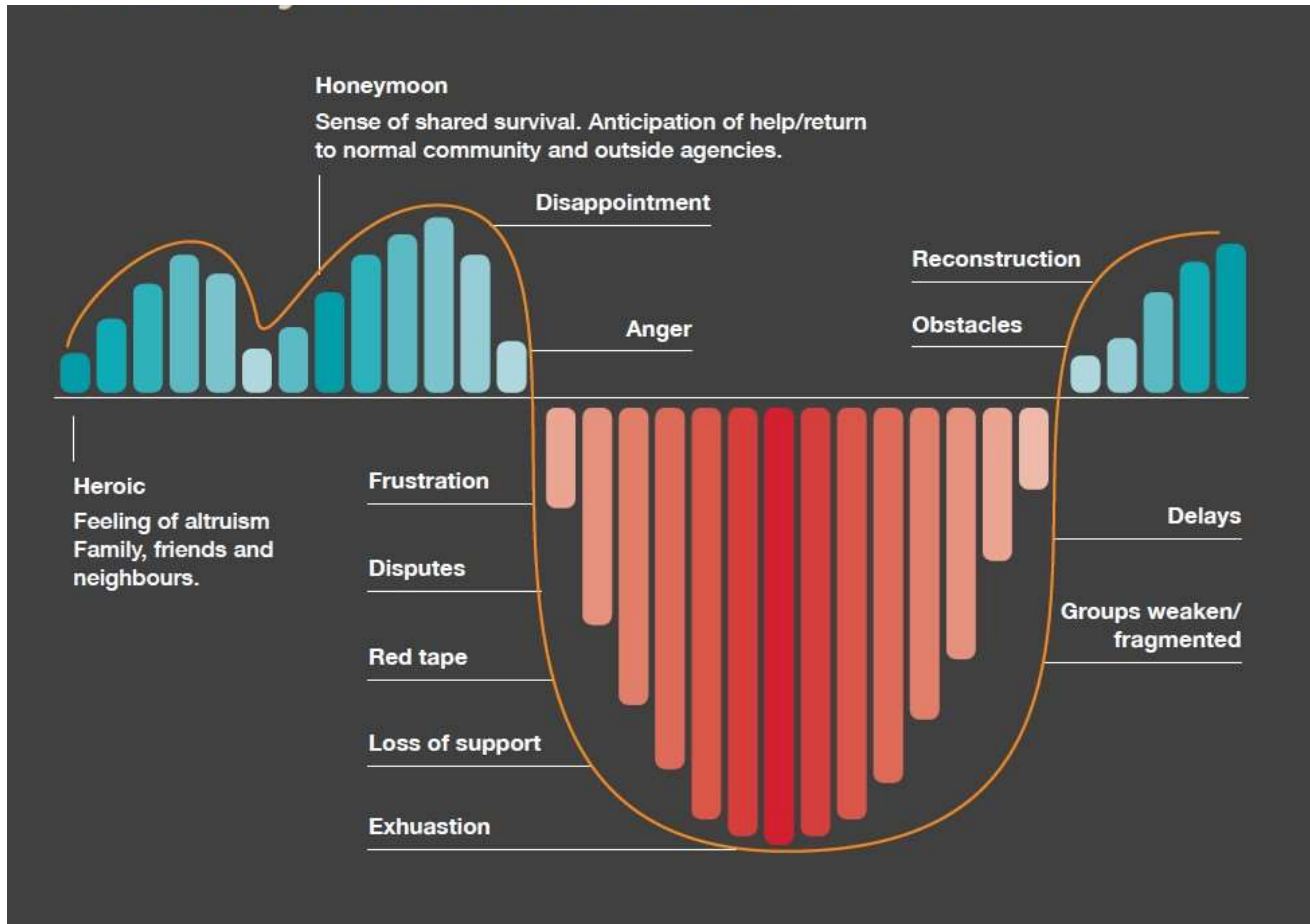 Honeymoon
Sense of shared survival. Anticipation of help/return
to normal community and outside agencies.
Disappointment
Anger
Heroic
Feeling of altruism
Family, friends and
neighbours.
Frustration
Disputes
Red tape
Loss of support
Exhuastion
Reconstruction
Obstacles
Delays
Groups weaken/
fragmented